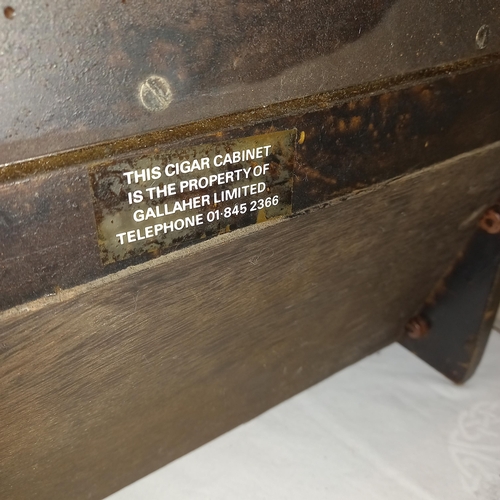 THIS CIGAR CABINET
IS THE PROPERTY OF
GALLAHER LIMITED
TELEPHONE 01·845 2366